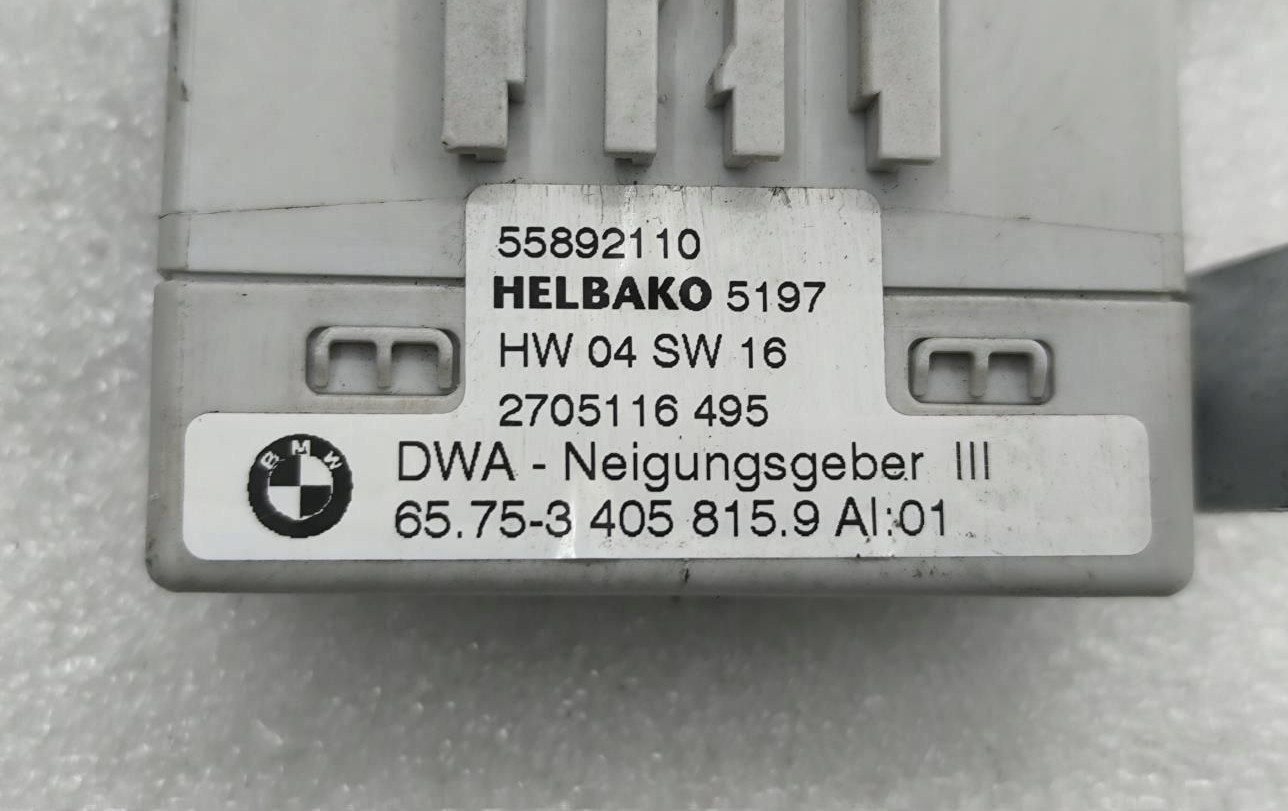 55892110
HELBAKO 5197
HW 04 SW 16
2705116 495
BMW
DWA - Neigungsgeber III
65.75-3 405 815.9 AI:01